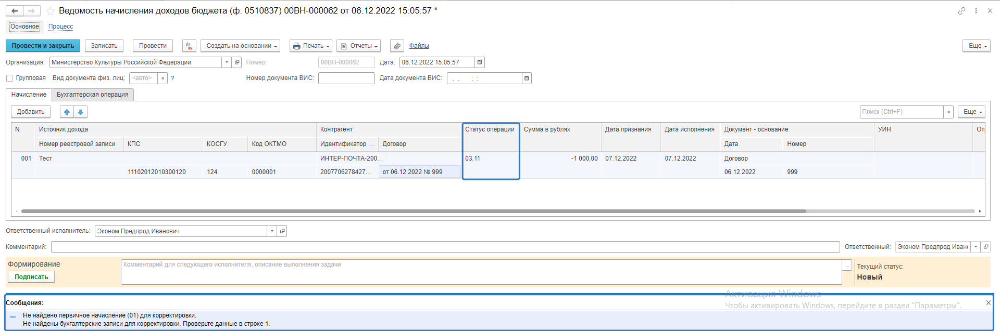 Ведомость начисления доходов бюджета (ф. 0510837) 00ВН-000062 от 06.12.2022 15:05:57 *
Основное Процесс
Провести и закрыть Записать Провести Дт Кт Создать на основании Печать Отчеты Файлы Еще
Организация: Министерство Культуры Российской Федерации Номер: 00ВН-000062 Дата: 06.12.2022 15:05:57
Групповая Вид документа физ. лиц: <авто> × ? Номер документа ВИС: Дата документа ВИС: . . : :
Начисление Бухгалтерская операция
Добавить Поиск (Ctrl+F) × Еще
N Источник дохода Контрагент Статус операции Сумма в рублях Дата признания Дата исполнения Документ - основание УИН От
Номер реестровой записи КПС КОСГУ Код ОКТМО Идентификатор ... Договор Дата Номер
001 Тест ИНТЕР-ПОЧТА-200... 03.11 -1 000,00 07.12.2022 07.12.2022 Договор
11102012010300120 124 0000001 2007706278427... от 06.12.2022 № 999 06.12.2022 999
Ответственный исполнитель: Эконом Предпрод Иванович
Комментарий: Ответственный: Эконом Предпрод Иванс
Формирование Комментарий для следующего исполнителя, описание выполнения задачи ... Текущий статус:
Подписать Новый
Активация Windows
Сообщения:
Чтобы активировать Windows, перейдите в раздел "Параметры".
Не найдено первичное начисление (01) для корректировки.
Не найдены бухгалтерские записи для корректировки. Проверьте данные в строке 1.